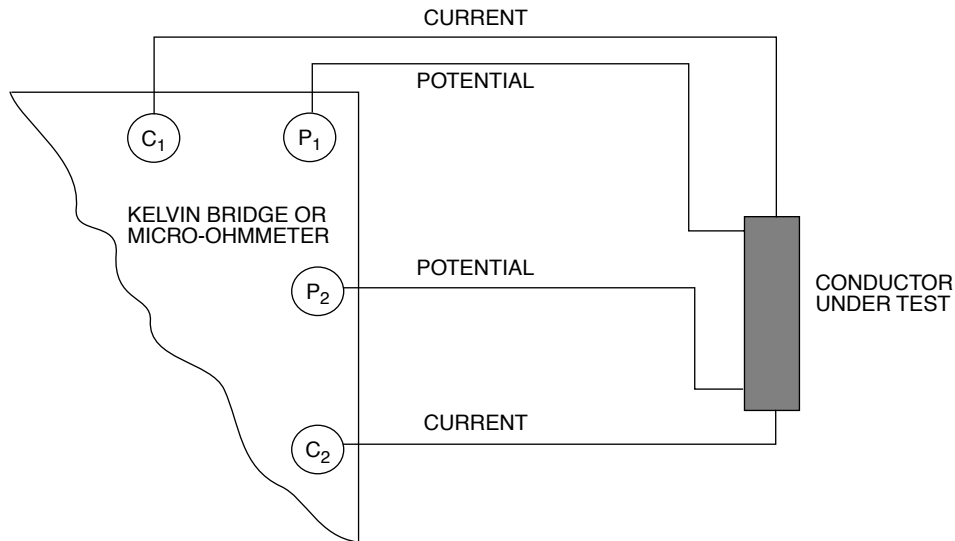 CURRENT
POTENTIAL
C₁
P₁
KELVIN BRIDGE OR
MICRO-OHMMETER
POTENTIAL
P₂
CONDUCTOR
UNDER TEST
CURRENT
C₂